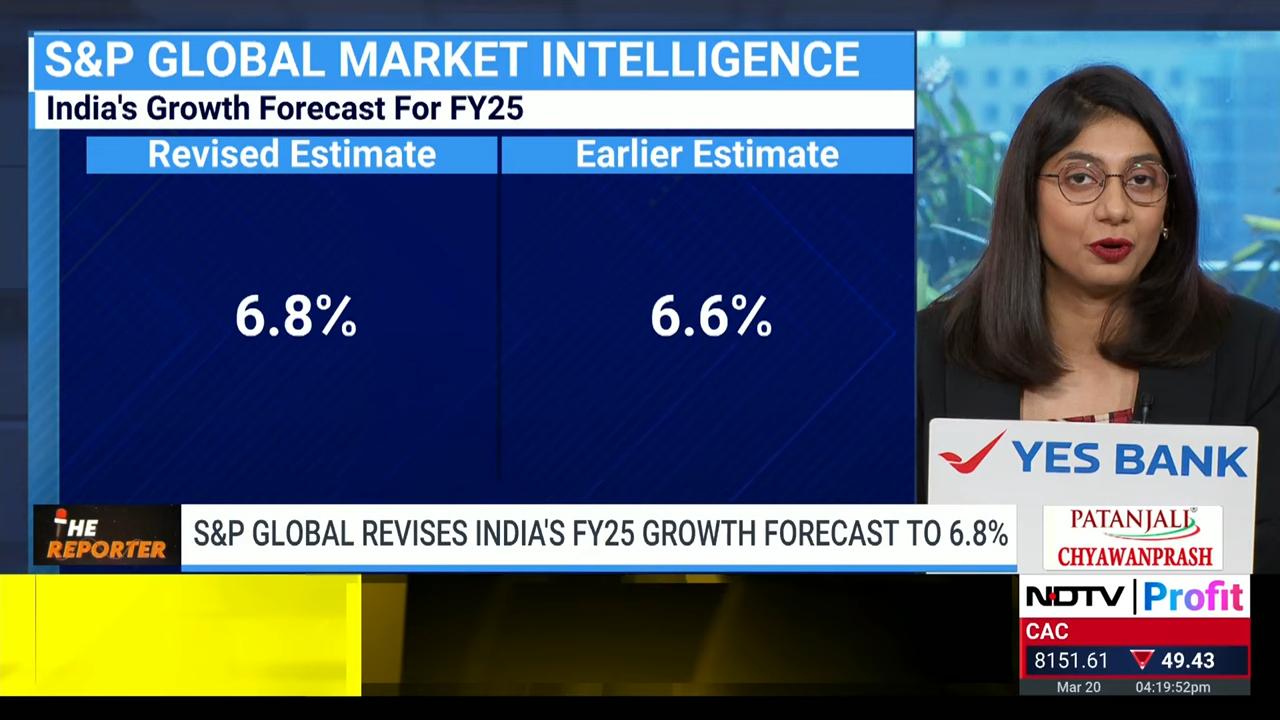 S&P GLOBAL MARKET INTELLIGENCE
India's Growth Forecast For FY25
Revised Estimate
Earlier Estimate
6.8%
6.6%
YES BANK
THE
REPORTER
S&P GLOBAL REVISES INDIA'S FY25 GROWTH FORECAST TO 6.8%
PATANJALI
CHYAWANPRASH
NDTV Profit
CAC
8151.61 49.43
Mar 20 04:19:52pm